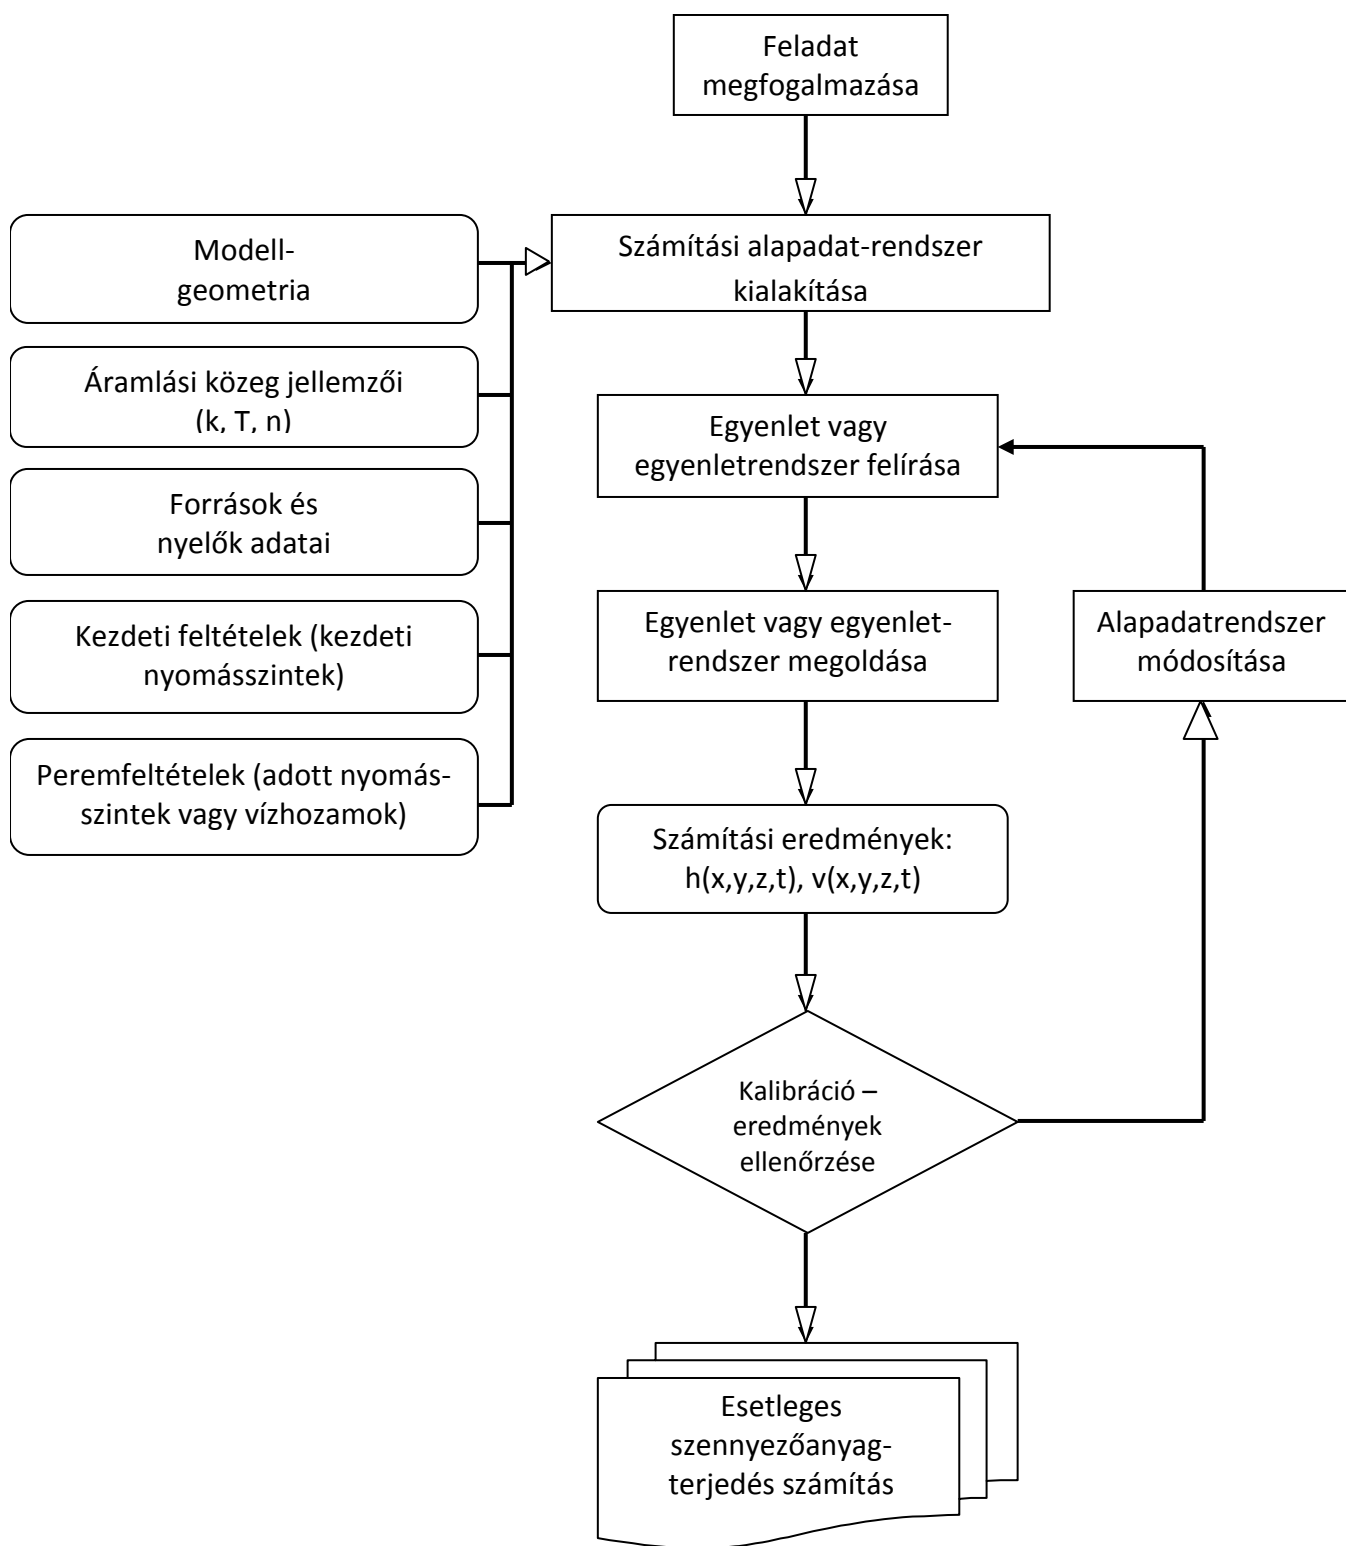 Feladat
megfogalmazása
Számítási alapadat-rendszer
kialakítása
Modell-
geometria
Áramlási közeg jellemzői
(k, T, n)
Források és
nyelők adatai
Kezdeti feltételek (kezdeti
nyomásszintek)
Peremfeltételek (adott nyomás-
szintek vagy vízhozamok)
Egyenlet vagy
egyenletrendszer felírása
Egyenlet vagy egyenlet-
rendszer megoldása
Alapadatrendszer
módosítása
Számítási eredmények:
h(x,y,z,t), v(x,y,z,t)
Kalibráció –
eredmények
ellenőrzése
Esetleges
szennyezőanyag-
terjedés számítás